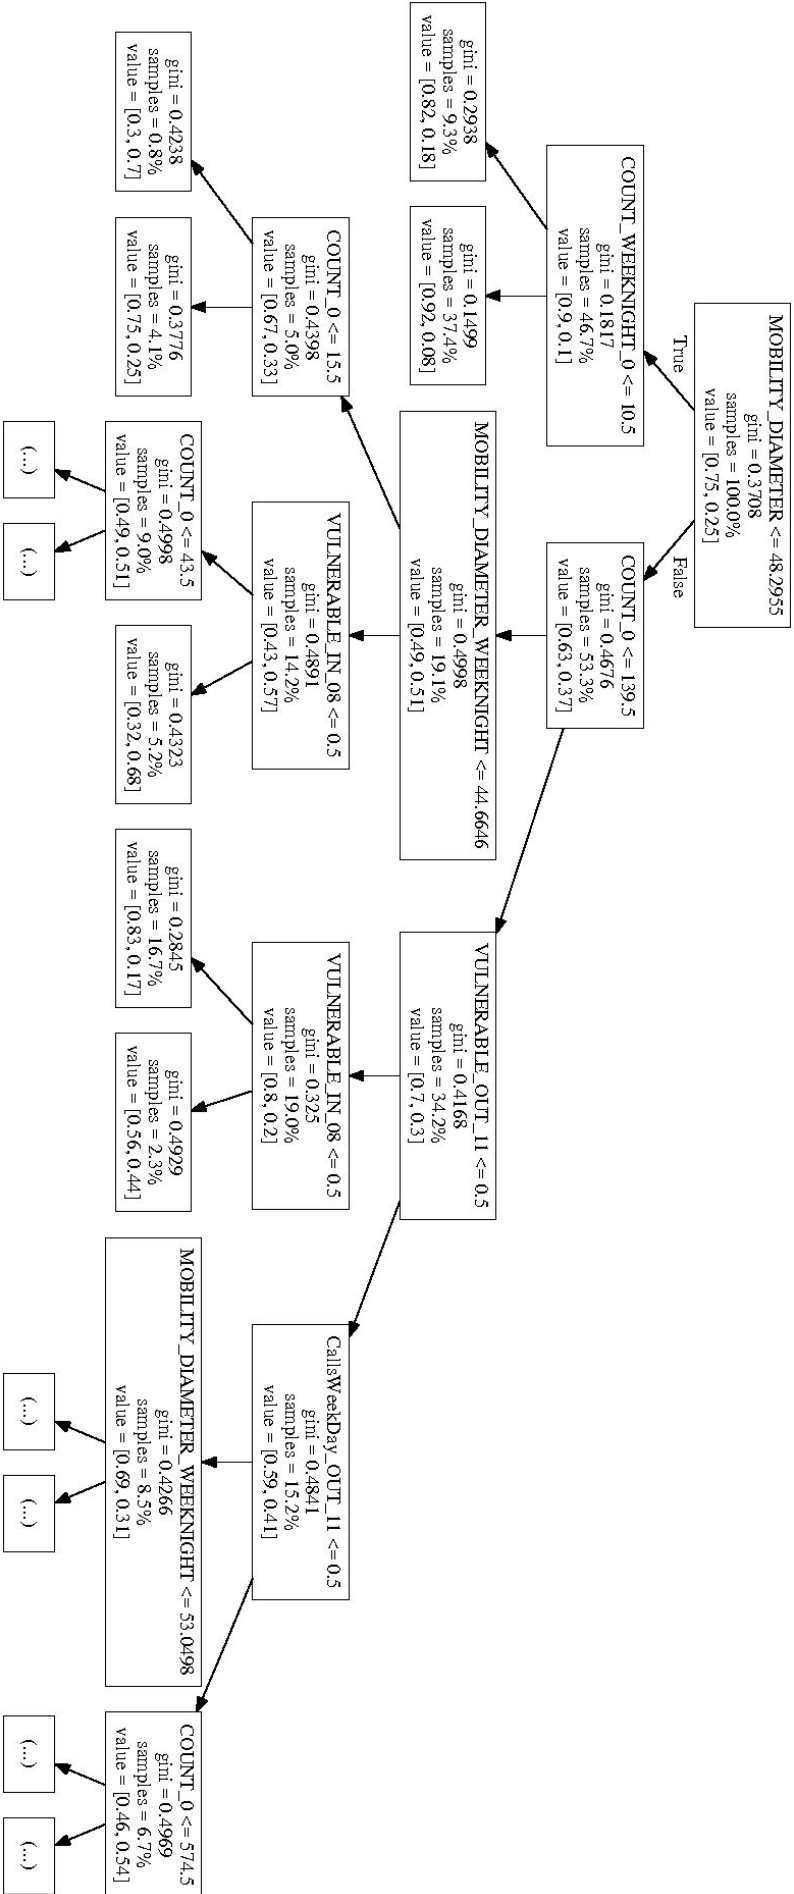 MOBILITY_DIAMETER <= 48.2955
gini = 0.3708
samples = 100.0%
value = [0.75, 0.25]
True
False
COUNT_WEEKNIGHT_0 <= 10.5
gini = 0.1817
samples = 46.7%
value = [0.9, 0.1]
COUNT_0 <= 139.5
gini = 0.4676
samples = 53.3%
value = [0.63, 0.37]
gini = 0.2938
samples = 9.3%
value = [0.82, 0.18]
gini = 0.1499
samples = 37.4%
value = [0.92, 0.08]
MOBILITY_DIAMETER_WEEKNIGHT <= 44.6646
gini = 0.4998
samples = 19.1%
value = [0.49, 0.51]
VULNERABLE_OUT_11 <= 0.5
gini = 0.4168
samples = 34.2%
value = [0.7, 0.3]
COUNT_0 <= 15.5
gini = 0.4398
samples = 5.0%
value = [0.67, 0.33]
VULNERABLE_IN_08 <= 0.5
gini = 0.4891
samples = 14.2%
value = [0.43, 0.57]
VULNERABLE_IN_08 <= 0.5
gini = 0.325
samples = 19.0%
value = [0.8, 0.2]
CallsWeekDay_OUT_11 <= 0.5
gini = 0.4841
samples = 15.2%
value = [0.59, 0.41]
gini = 0.4238
samples = 0.8%
value = [0.3, 0.7]
gini = 0.3776
samples = 4.1%
value = [0.75, 0.25]
COUNT_0 <= 43.5
gini = 0.4998
samples = 9.0%
value = [0.49, 0.51]
gini = 0.4323
samples = 5.2%
value = [0.32, 0.68]
gini = 0.2845
samples = 16.7%
value = [0.83, 0.17]
gini = 0.4929
samples = 2.3%
value = [0.56, 0.44]
MOBILITY_DIAMETER_WEEKNIGHT <= 53.0498
gini = 0.4266
samples = 8.5%
value = [0.69, 0.31]
COUNT_0 <= 574.5
gini = 0.4969
samples = 6.7%
value = [0.46, 0.54]
(...)
(...)
(...)
(...)
(...)
(...)